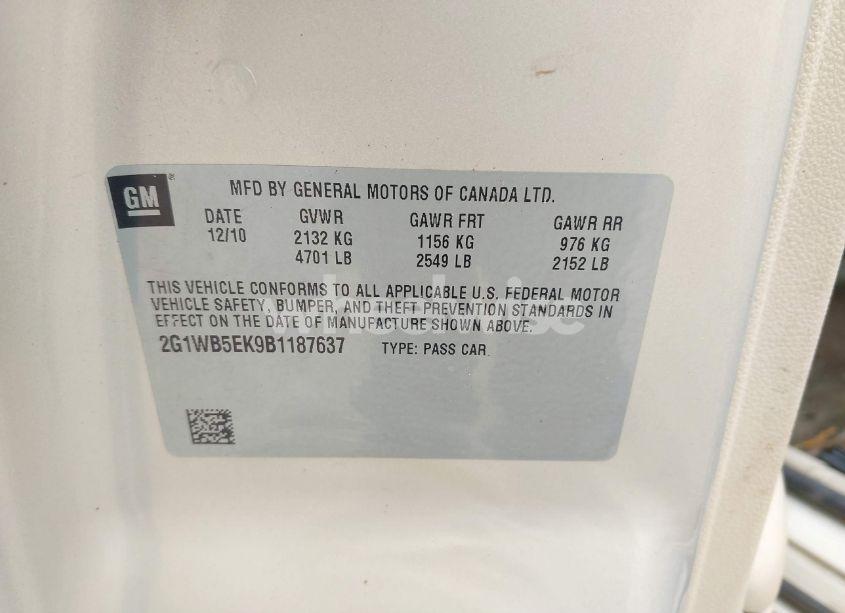 GM
MFD BY GENERAL MOTORS OF CANADA LTD.
DATE GVWR GAWR FRT GAWR RR
12/10 2132 KG 1156 KG 976 KG
4701 LB 2549 LB 2152 LB
THIS VEHICLE CONFORMS TO ALL APPLICABLE U.S. FEDERAL MOTOR
VEHICLE SAFETY, BUMPER, AND THEFT PREVENTION STANDARDS IN
EFFECT ON THE DATE OF MANUFACTURE SHOWN ABOVE.
2G1WB5EK9B1187637 TYPE: PASS CAR